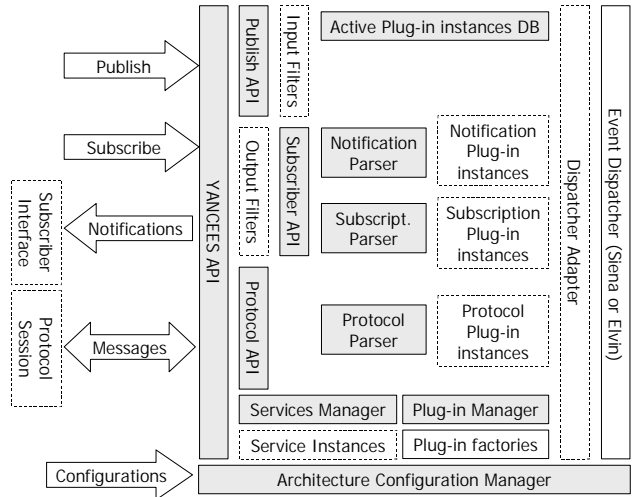 Publish
Subscribe
Notifications
Messages
Configurations
Subscriber
Interface
Protocol
Session
YANCEES API
Publish API
Input Filters
Output Filters
Subscriber API
Protocol API
Active Plug-in instances DB
Notification
Parser
Notification
Plug-in
instances
Subscript.
Parser
Subscription
Plug-in
instances
Protocol
Parser
Protocol
Plug-in
instances
Services Manager
Plug-in Manager
Service Instances
Plug-in factories
Dispatcher Adapter
Event Dispatcher (Siena or Elvin)
Architecture Configuration Manager